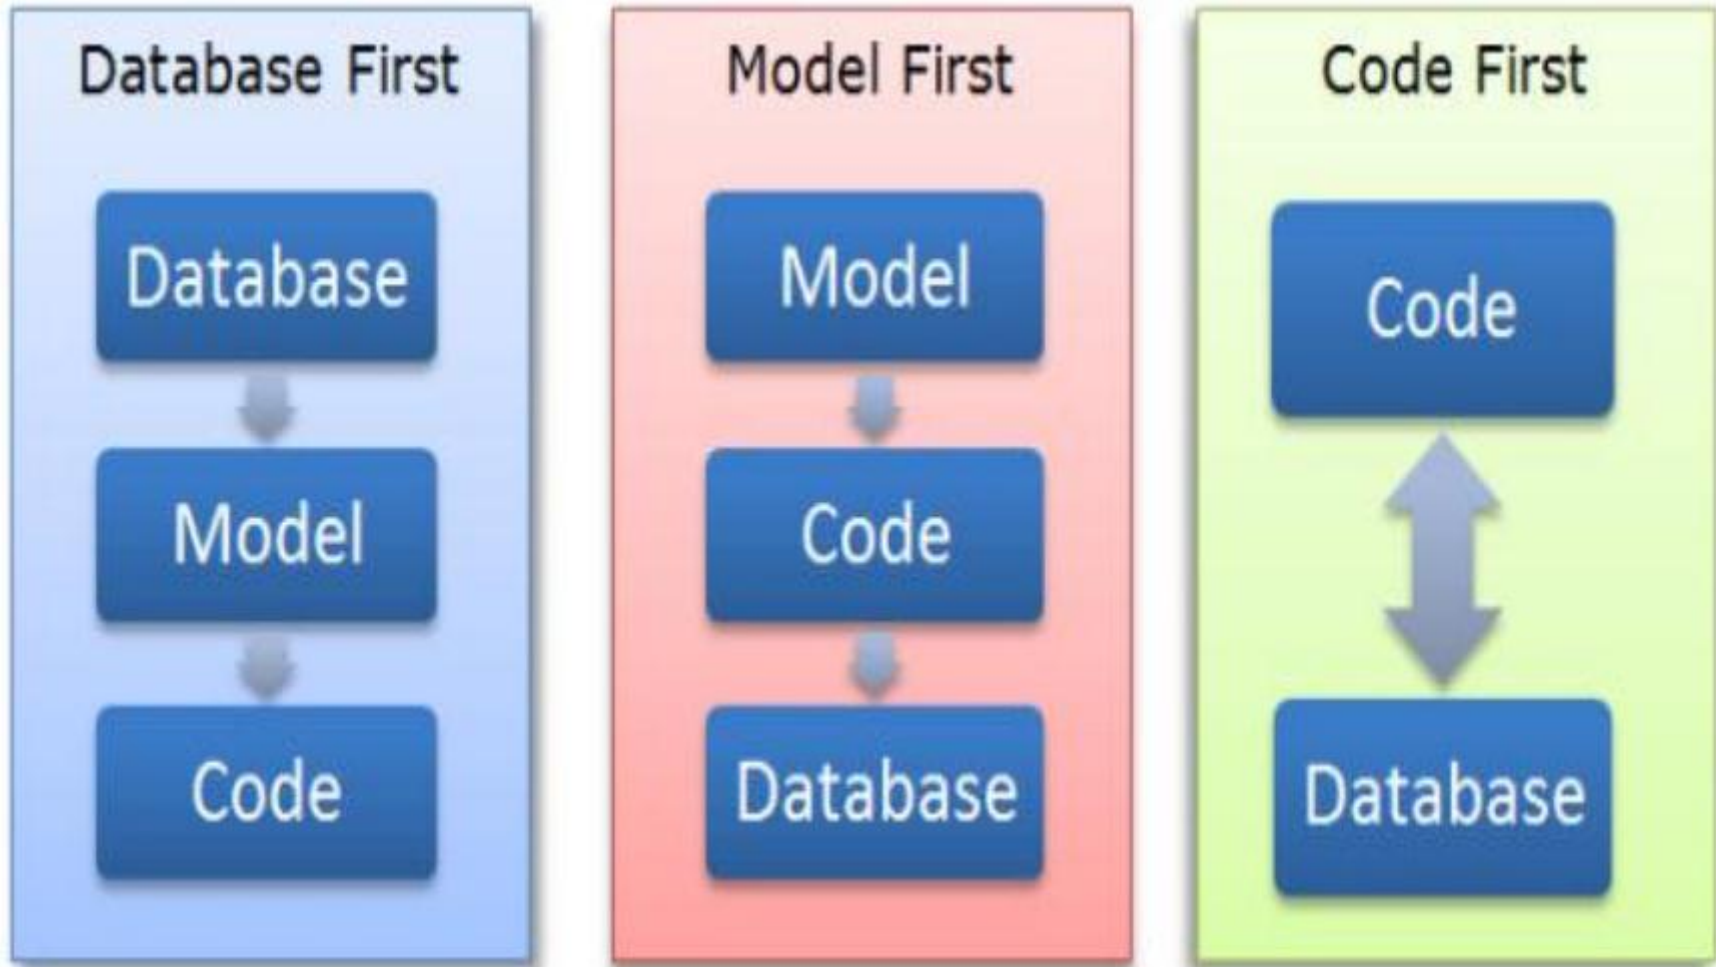 Database First
Database
Model
Code
Model First
Model
Code
Database
Code First
Code
Database